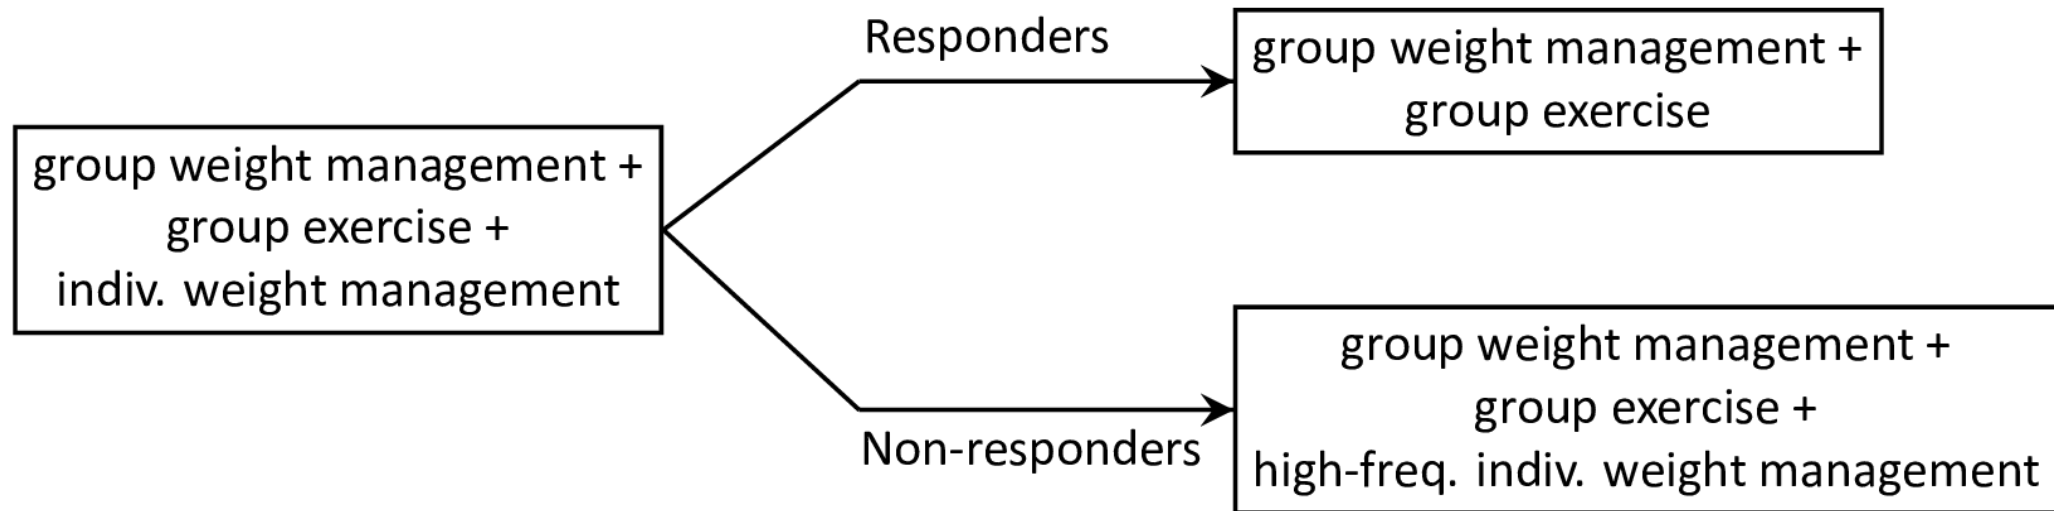 group weight management +
group exercise +
indiv. weight management
Responders
group weight management +
group exercise
Non-responders
group weight management +
group exercise +
high-freq. indiv. weight management